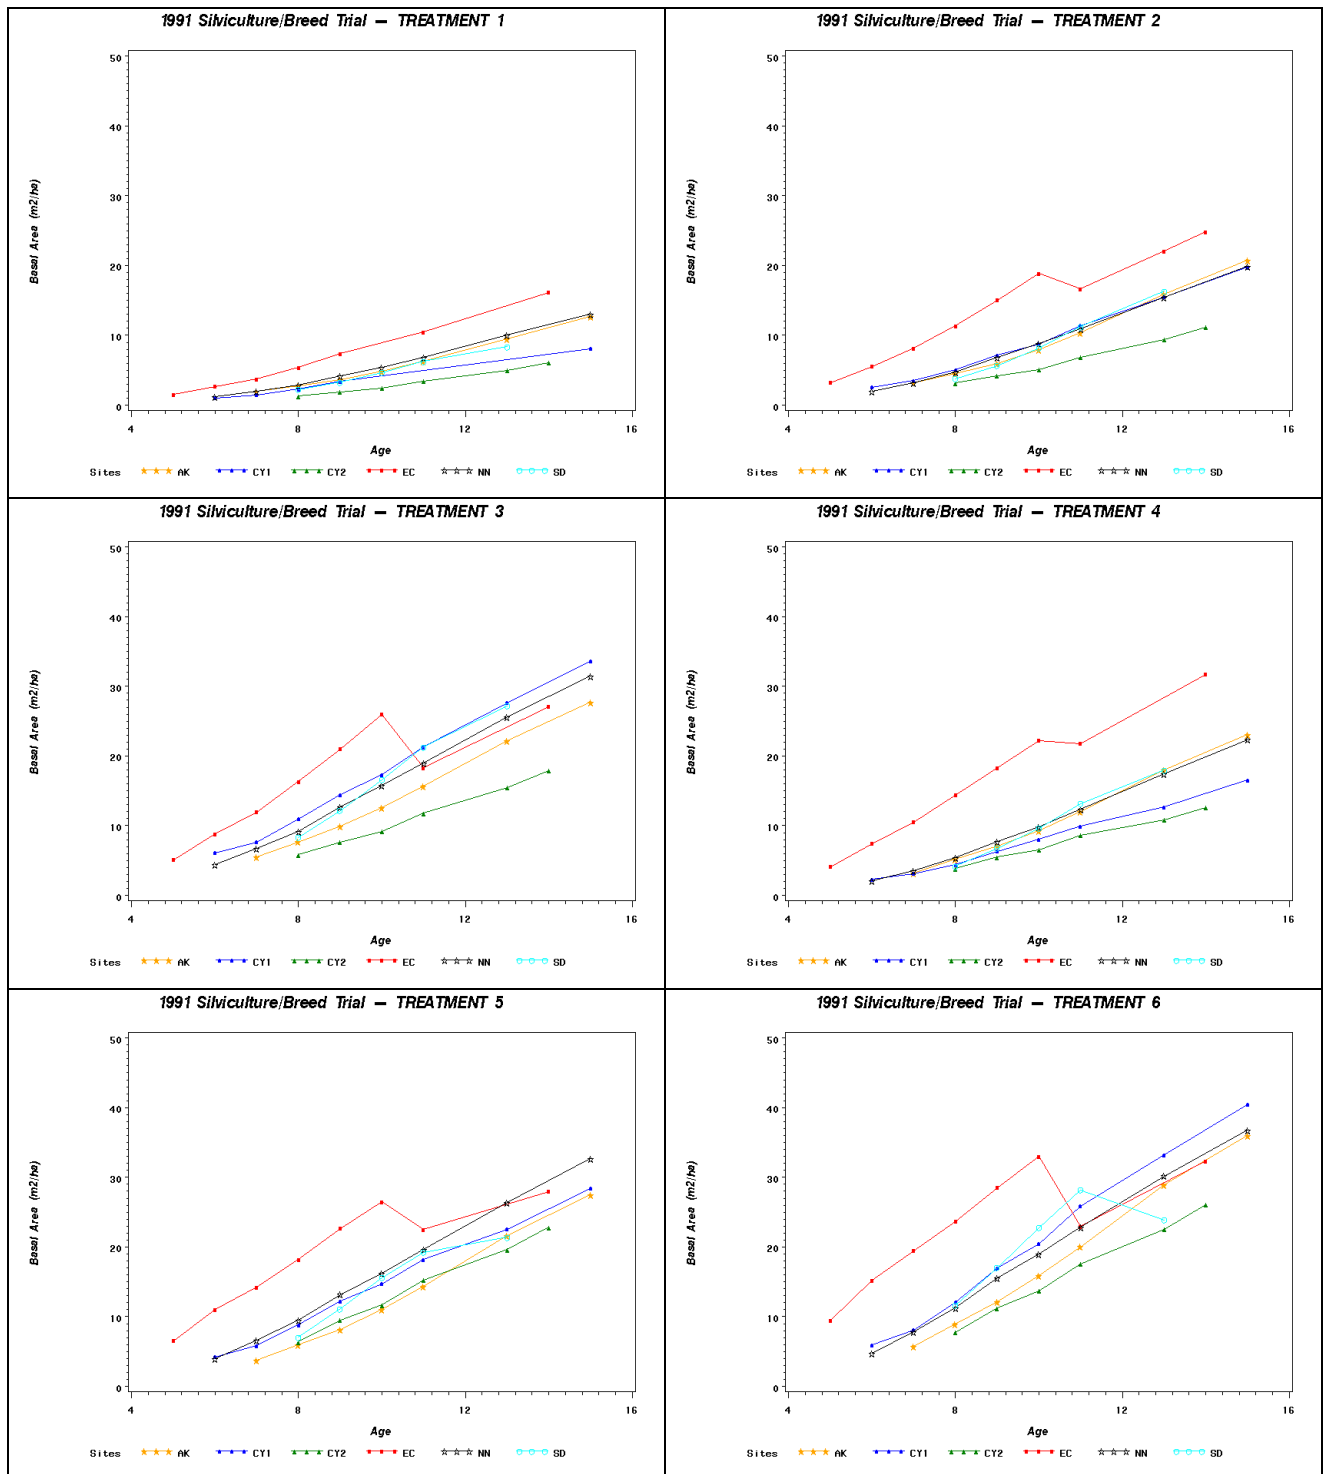 1991 Silviculture/Breed Trial – TREATMENT 1
50
40
30
20
10
0
Basal Area (m2/ha)
4 8 12 16
Age
Sites AK CY1 CY2 EC NN SD
1991 Silviculture/Breed Trial – TREATMENT 2
50
40
30
20
10
0
Basal Area (m2/ha)
4 8 12 16
Age
Sites AK CY1 CY2 EC NN SD
1991 Silviculture/Breed Trial – TREATMENT 3
50
40
30
20
10
0
Basal Area (m2/ha)
4 8 12 16
Age
Sites AK CY1 CY2 EC NN SD
1991 Silviculture/Breed Trial – TREATMENT 4
50
40
30
20
10
0
Basal Area (m2/ha)
4 8 12 16
Age
Sites AK CY1 CY2 EC NN SD
1991 Silviculture/Breed Trial – TREATMENT 5
50
40
30
20
10
0
Basal Area (m2/ha)
4 8 12 16
Age
Sites AK CY1 CY2 EC NN SD
1991 Silviculture/Breed Trial – TREATMENT 6
50
40
30
20
10
0
Basal Area (m2/ha)
4 8 12 16
Age
Sites AK CY1 CY2 EC NN SD